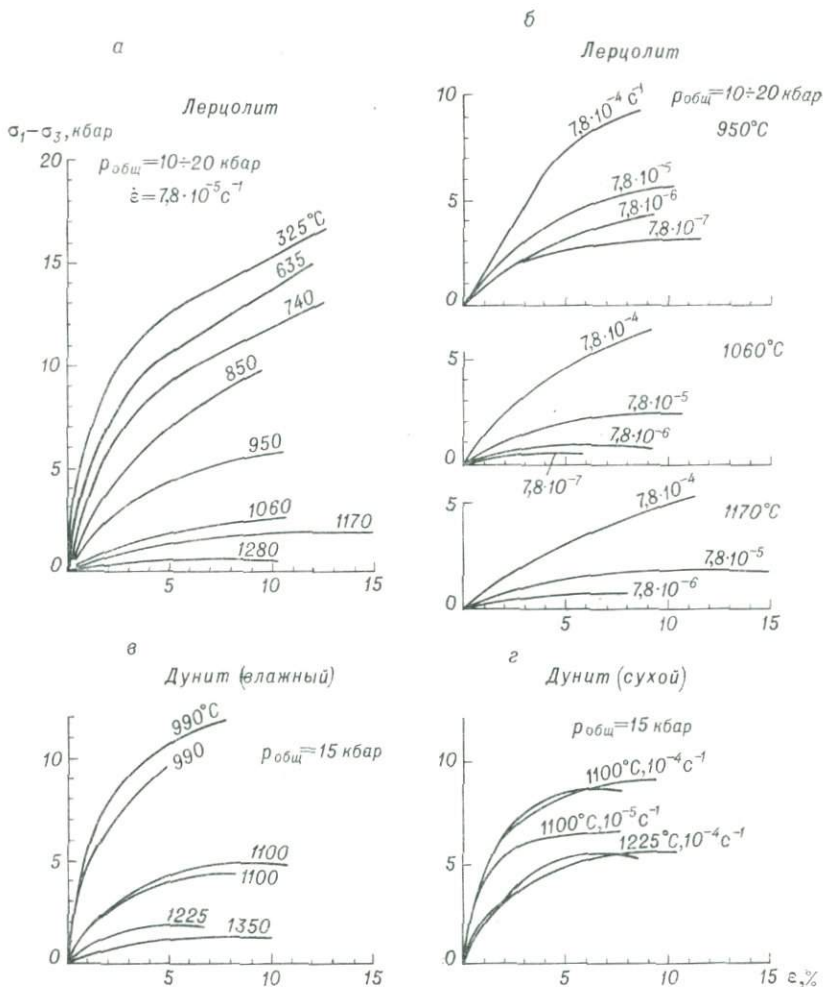 а
Лерцолит
σ₁−σ₃, кбар
pобщ=10÷20 кбар
ε̇=7,8·10⁻⁵ с⁻¹
20
15
10
5
0
325°C
635
740
850
950
1060
1170
1280
5
10
15
б
Лерцолит
pобщ=10÷20 кбар
950°C
10
5
0
7,8·10⁻⁴ с⁻¹
7,8·10⁻⁵
7,8·10⁻⁶
7,8·10⁻⁷
1060°C
5
0
7,8·10⁻⁴
7,8·10⁻⁵
7,8·10⁻⁶
7,8·10⁻⁷
1170°C
5
0
7,8·10⁻⁴
7,8·10⁻⁵
7,8·10⁻⁶
5
10
15
в
Дунит (влажный)
pобщ=15 кбар
10
5
0
990°C
990
1100
1100
1225
1350
5
10
15
г
Дунит (сухой)
pобщ=15 кбар
10
5
0
1100°C, 10⁻⁴ с⁻¹
1100°C, 10⁻⁵ с⁻¹
1225°C, 10⁻⁴ с⁻¹
5
10
15
ε,%